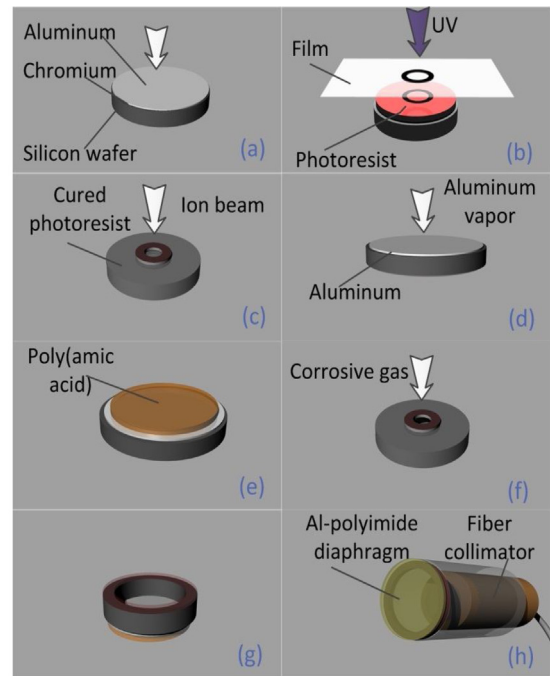 Aluminum
Chromium
Silicon wafer
(a)
UV
Film
Photoresist
(b)
Cured
photoresist
Ion beam
(c)
Aluminum
vapor
Aluminum
(d)
Poly(amic
acid)
(e)
Corrosive gas
(f)
(g)
Al-polyimide
diaphragm
Fiber
collimator
(h)